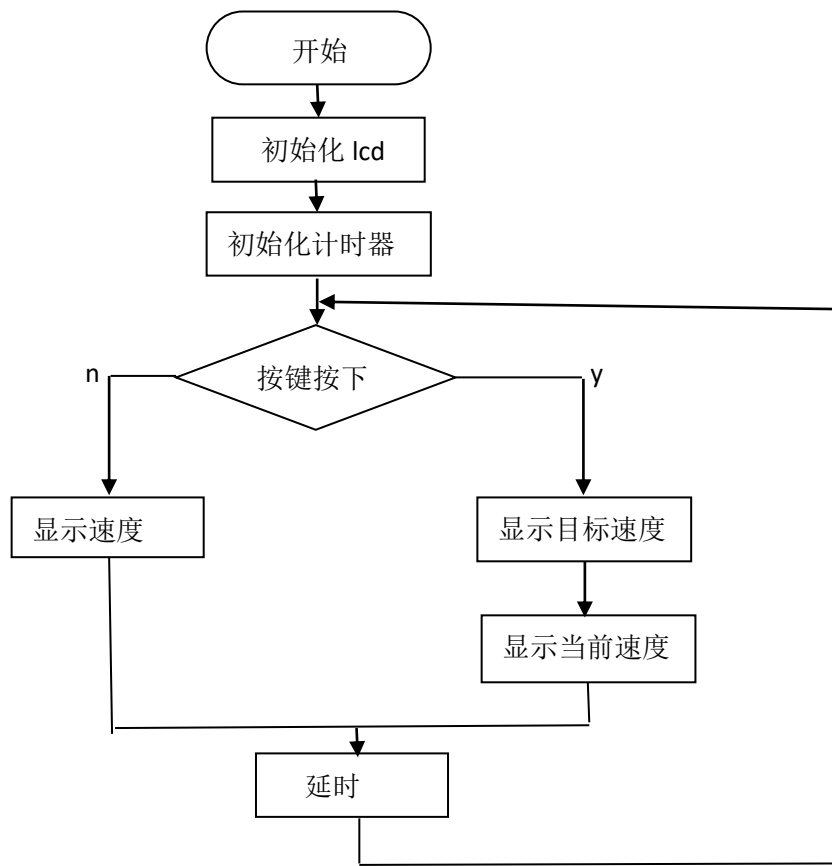 开始
初始化 lcd
初始化计时器
按键按下
n
y
显示速度
显示目标速度
显示当前速度
延时